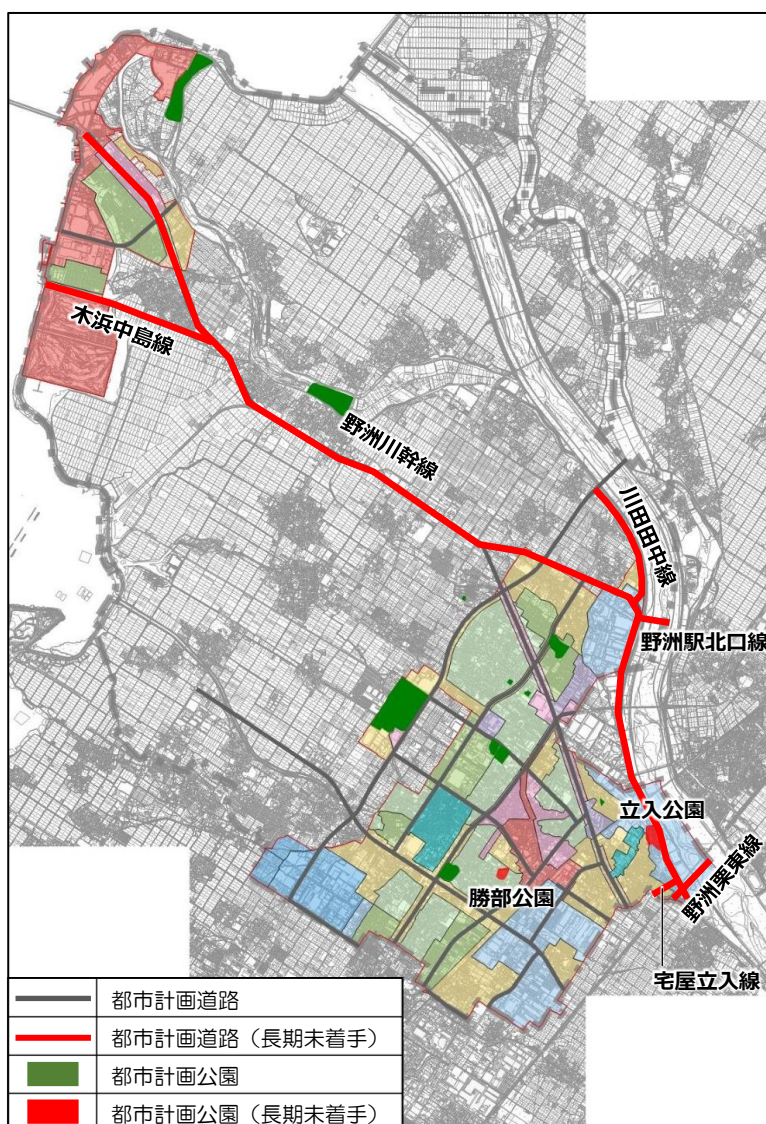 木浜中島線
野洲川幹線
川田田中線
野洲駅北口線
立入公園
野洲栗東線
勝部公園
宅屋立入線
都市計画道路
都市計画道路（長期未着手）
都市計画公園
都市計画公園（長期未着手）